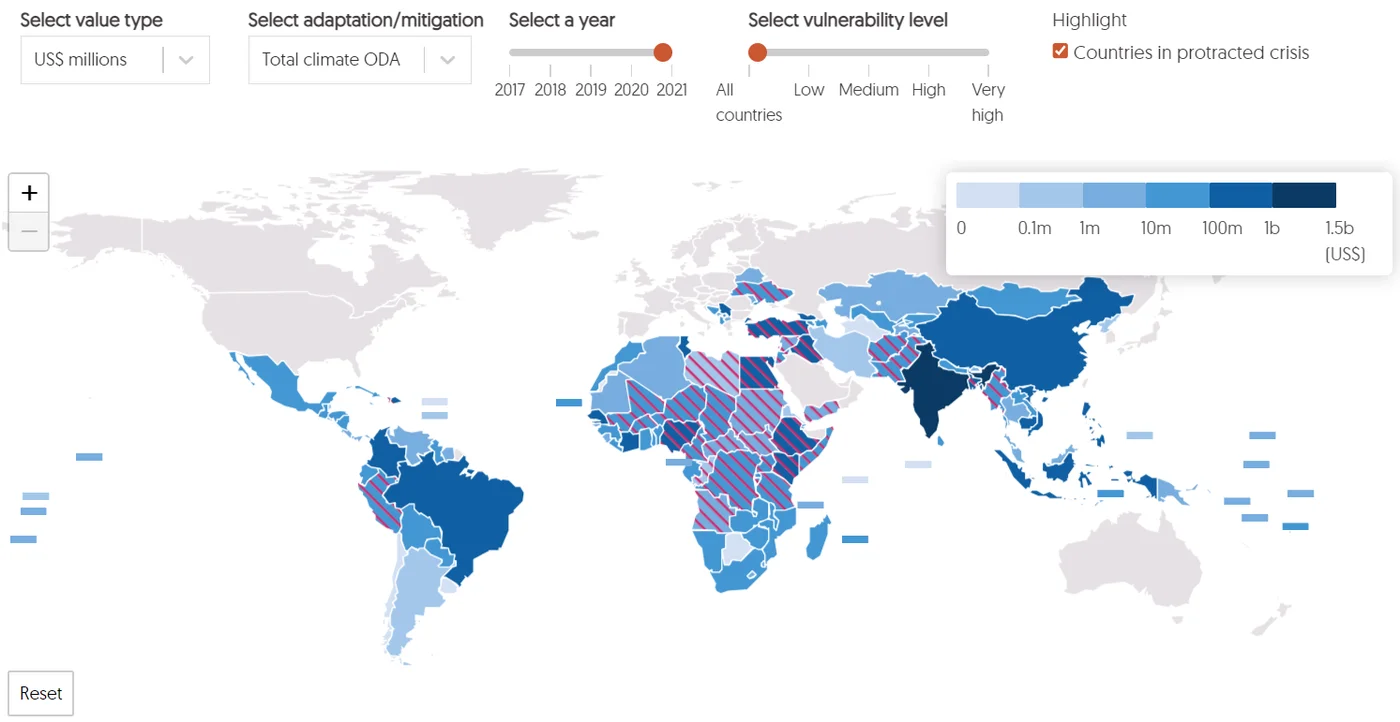 Select value type
US$ millions
Select adaptation/mitigation
Total climate ODA
Select a year
2017 2018 2019 2020 2021
Select vulnerability level
All countries Low Medium High Very high
Highlight
Countries in protracted crisis
+
−
0 0.1m 1m 10m 100m 1b 1.5b
(US$)
Reset